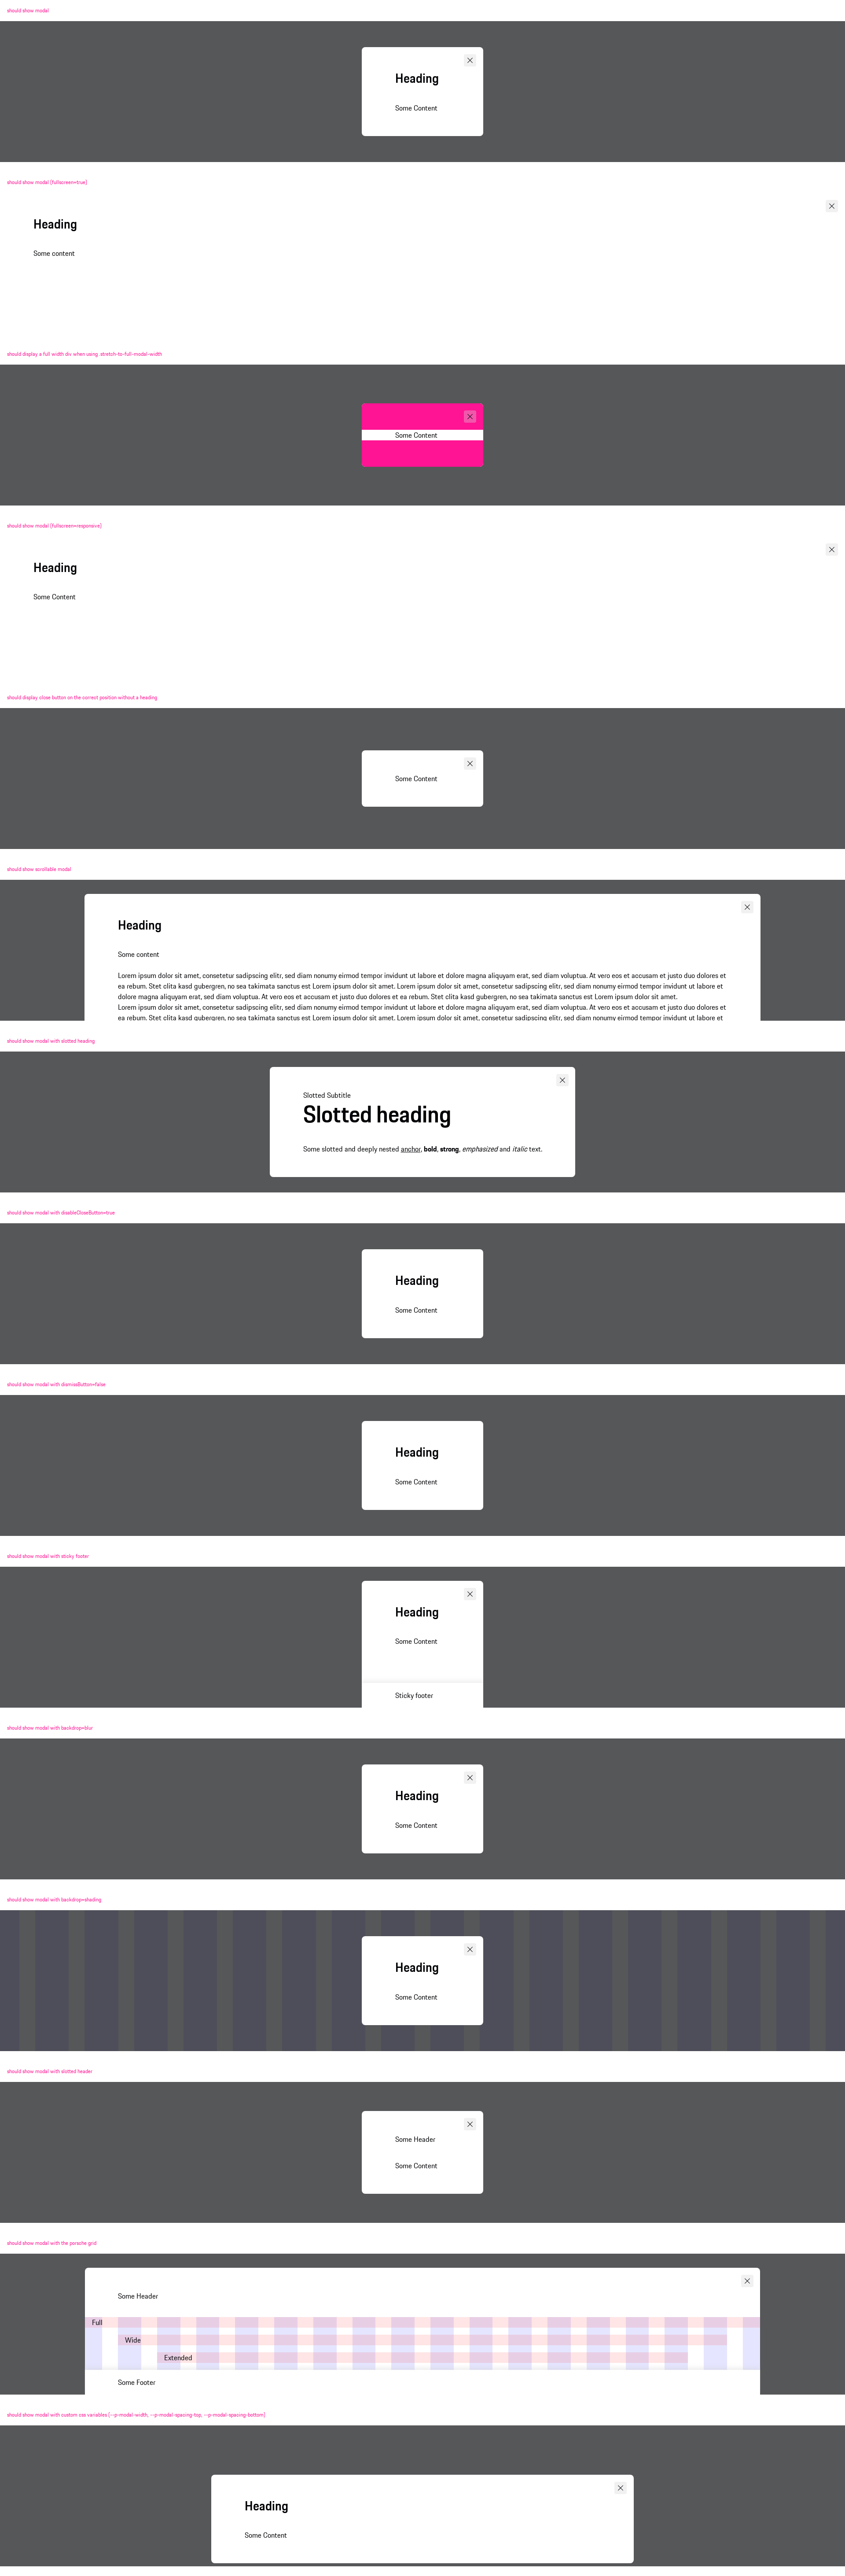 should show modal
Heading
Some Content
should show modal [fullscreen=true]
Heading
Some content
should display a full width div when using .stretch-to-full-modal-width
Some Content
should show modal [fullscreen=responsive]
Heading
Some Content
should display close button on the correct position without a heading.
Some Content
should show scrollable modal
Heading
Some content
Lorem ipsum dolor sit amet, consetetur sadipscing elitr, sed diam nonumy eirmod tempor invidunt ut labore et dolore magna aliquyam erat, sed diam voluptua. At vero eos et accusam et justo duo dolores et
ea rebum. Stet clita kasd gubergren, no sea takimata sanctus est Lorem ipsum dolor sit amet. Lorem ipsum dolor sit amet, consetetur sadipscing elitr, sed diam nonumy eirmod tempor invidunt ut labore et
dolore magna aliquyam erat, sed diam voluptua. At vero eos et accusam et justo duo dolores et ea rebum. Stet clita kasd gubergren, no sea takimata sanctus est Lorem ipsum dolor sit amet.
Lorem ipsum dolor sit amet, consetetur sadipscing elitr, sed diam nonumy eirmod tempor invidunt ut labore et dolore magna aliquyam erat, sed diam voluptua. At vero eos et accusam et justo duo dolores et
ea rebum. Stet clita kasd gubergren, no sea takimata sanctus est Lorem ipsum dolor sit amet. Lorem ipsum dolor sit amet, consetetur sadipscing elitr, sed diam nonumy eirmod tempor invidunt ut labore et
should show modal with slotted heading
Slotted Subtitle
Slotted heading
Some slotted and deeply nested anchor, bold, strong, emphasized and italic text.
should show modal with disableCloseButton=true
Heading
Some Content
should show modal with dismissButton=false
Heading
Some Content
should show modal with sticky footer
Heading
Some Content
Sticky footer
should show modal with backdrop=blur
Heading
Some Content
should show modal with backdrop=shading
Heading
Some Content
should show modal with slotted header
Some Header
Some Content
should show modal with the porsche grid
Some Header
Full
Wide
Extended
Some Footer
should show modal with custom css variables [--p-modal-width, --p-modal-spacing-top, --p-modal-spacing-bottom]
Heading
Some Content